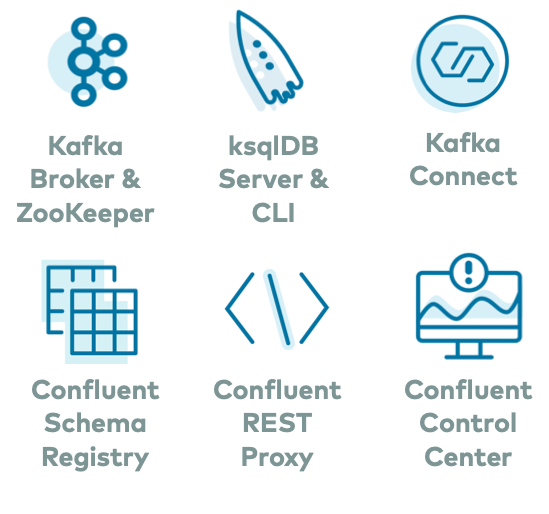 Kafka
Broker &
ZooKeeper
ksqlDB
Server &
CLI
Kafka
Connect
Confluent
Schema
Registry
Confluent
REST
Proxy
Confluent
Control
Center